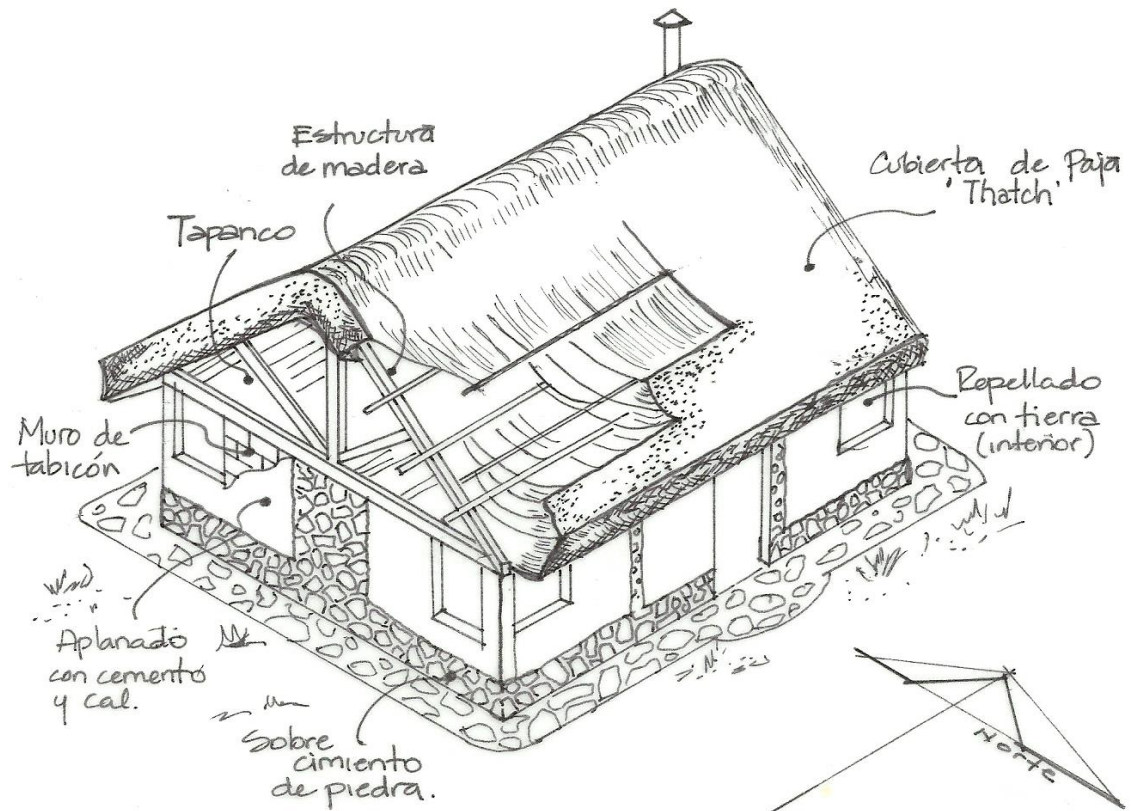 Estructura
de madera
Cubierta de Paja
'Thatch'
Tapanco
Repellado
con tierra
(interior)
Muro de
tabicón
Aplanado
con cemento
y cal.
Sobre
cimiento
de piedra.
Norte